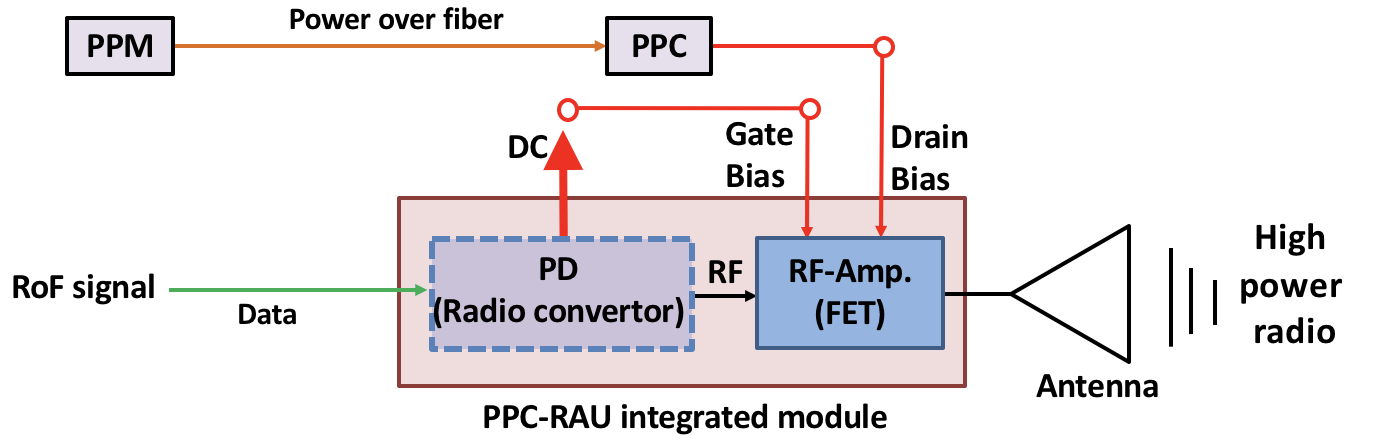 Power over fiber
PPM
PPC
DC
Gate
Bias
Drain
Bias
RoF signal
Data
PD
(Radio convertor)
RF
RF-Amp.
(FET)
High
power
radio
Antenna
PPC-RAU integrated module